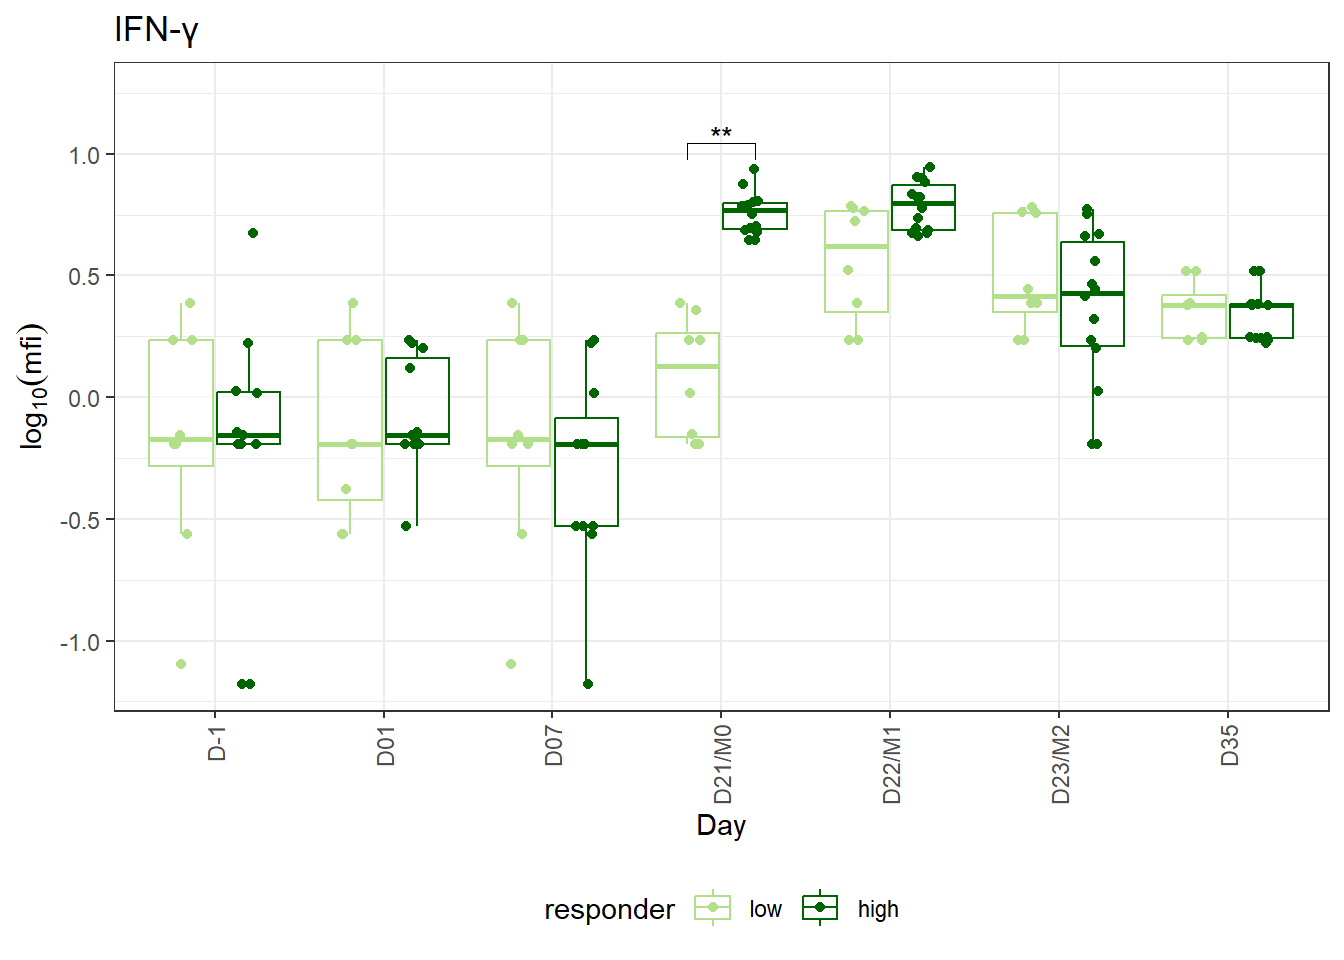 IFN-γ
**
1.0
0.5
0.0
-0.5
-1.0
log10(mfi)
D-1
D01
D07
D21/M0
D22/M1
D23/M2
D35
Day
responder low high